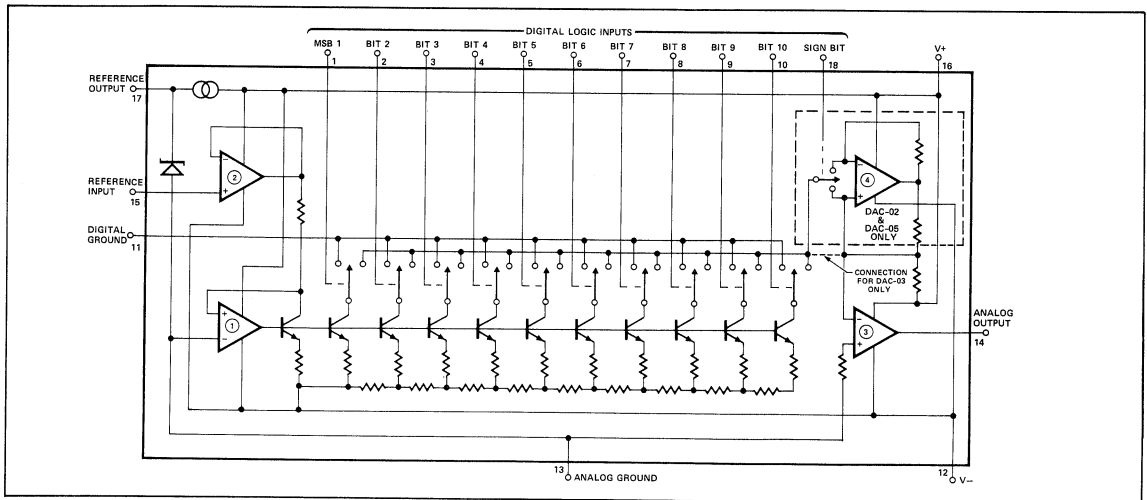 DIGITAL LOGIC INPUTS
MSB 1
BIT 2
BIT 3
BIT 4
BIT 5
BIT 6
BIT 7
BIT 8
BIT 9
BIT 10
SIGN BIT
V+
1
2
3
4
5
6
7
8
9
10
18
16
REFERENCE
OUTPUT
17
REFERENCE
INPUT
15
DIGITAL
GROUND
11
−
+
2
−
+
4
DAC-02
&
DAC-05
ONLY
CONNECTION
FOR DAC-03
ONLY
+
−
1
−
+
3
ANALOG
OUTPUT
14
13
ANALOG GROUND
12
V−